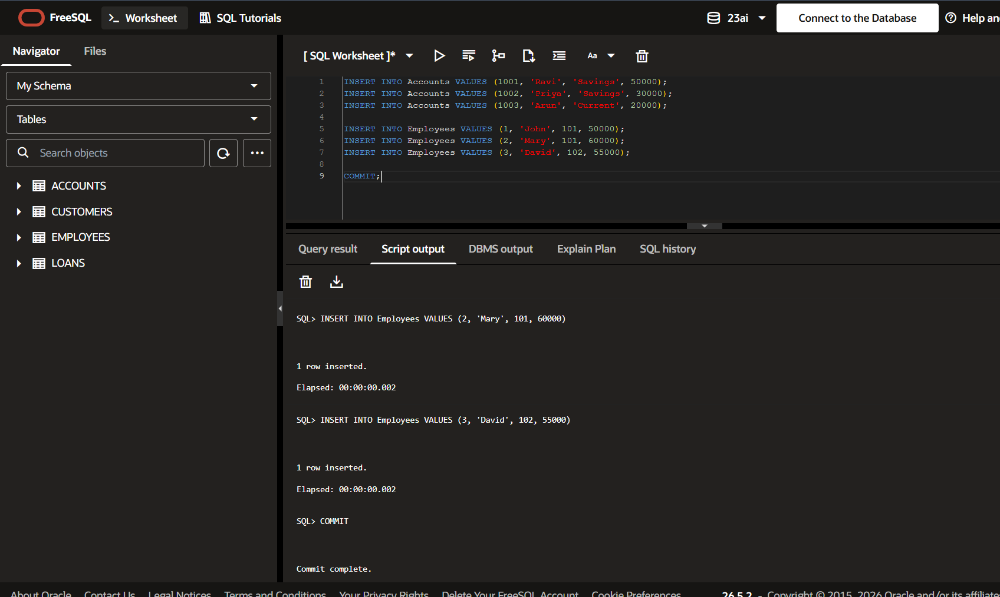 FreeSQL
Worksheet
SQL Tutorials
23ai
Connect to the Database
Help an
Navigator
Files
My Schema
Tables
Search objects
ACCOUNTS
CUSTOMERS
EMPLOYEES
LOANS
[ SQL Worksheet ]*
Aa
1 INSERT INTO Accounts VALUES (1001, 'Ravi', 'Savings', 50000);
2 INSERT INTO Accounts VALUES (1002, 'Priya', 'Savings', 30000);
3 INSERT INTO Accounts VALUES (1003, 'Arun', 'Current', 20000);
4
5 INSERT INTO Employees VALUES (1, 'John', 101, 50000);
6 INSERT INTO Employees VALUES (2, 'Mary', 101, 60000);
7 INSERT INTO Employees VALUES (3, 'David', 102, 55000);
8
9 COMMIT;
Query result
Script output
DBMS output
Explain Plan
SQL history
SQL> INSERT INTO Employees VALUES (2, 'Mary', 101, 60000)
1 row inserted.
Elapsed: 00:00:00.002
SQL> INSERT INTO Employees VALUES (3, 'David', 102, 55000)
1 row inserted.
Elapsed: 00:00:00.002
SQL> COMMIT
Commit complete.
About Oracle Contact Us Legal Notices Terms and Conditions Your Privacy Rights Delete Your FreeSQL Account Cookie Preferences 26.5.2 - Copyright © 2015, 2026 Oracle and/or its affiliate